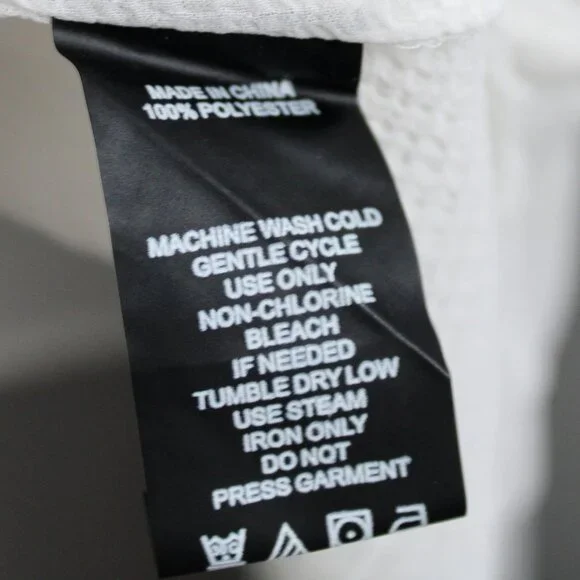 MADE IN CHINA
100% POLYESTER
MACHINE WASH COLD
GENTLE CYCLE
USE ONLY
NON-CHLORINE
BLEACH
IF NEEDED
TUMBLE DRY LOW
USE STEAM
IRON ONLY
DO NOT
PRESS GARMENT